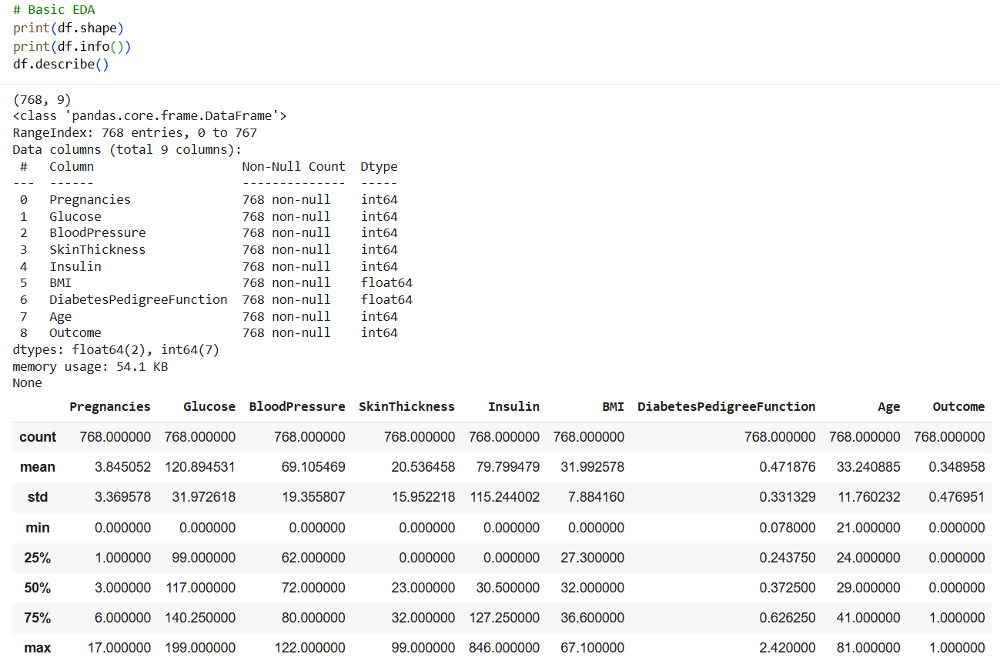 # Basic EDA
print(df.shape)
print(df.info())
df.describe()
(768, 9)
<class 'pandas.core.frame.DataFrame'>
RangeIndex: 768 entries, 0 to 767
Data columns (total 9 columns):
 #   Column                    Non-Null Count  Dtype
---  ------                    --------------  -----
 0   Pregnancies               768 non-null    int64
 1   Glucose                   768 non-null    int64
 2   BloodPressure             768 non-null    int64
 3   SkinThickness             768 non-null    int64
 4   Insulin                   768 non-null    int64
 5   BMI                       768 non-null    float64
 6   DiabetesPedigreeFunction  768 non-null    float64
 7   Age                       768 non-null    int64
 8   Outcome                   768 non-null    int64
dtypes: float64(2), int64(7)
memory usage: 54.1 KB
None
Pregnancies Glucose BloodPressure SkinThickness Insulin BMI DiabetesPedigreeFunction Age Outcome
count 768.000000 768.000000 768.000000 768.000000 768.000000 768.000000 768.000000 768.000000 768.000000
mean 3.845052 120.894531 69.105469 20.536458 79.799479 31.992578 0.471876 33.240885 0.348958
std 3.369578 31.972618 19.355807 15.952218 115.244002 7.884160 0.331329 11.760232 0.476951
min 0.000000 0.000000 0.000000 0.000000 0.000000 0.000000 0.078000 21.000000 0.000000
25% 1.000000 99.000000 62.000000 0.000000 0.000000 27.300000 0.243750 24.000000 0.000000
50% 3.000000 117.000000 72.000000 23.000000 30.500000 32.000000 0.372500 29.000000 0.000000
75% 6.000000 140.250000 80.000000 32.000000 127.250000 36.600000 0.626250 41.000000 1.000000
max 17.000000 199.000000 122.000000 99.000000 846.000000 67.100000 2.420000 81.000000 1.000000